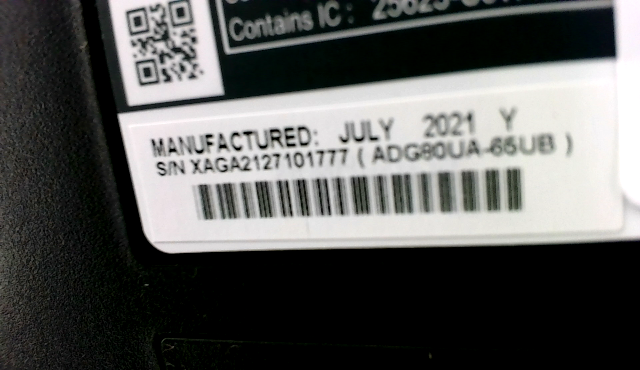 Contains IC :
MANUFACTURED: JULY 2021 Y
S/N XAGA2127101777 ( ADG80UA-65UB )